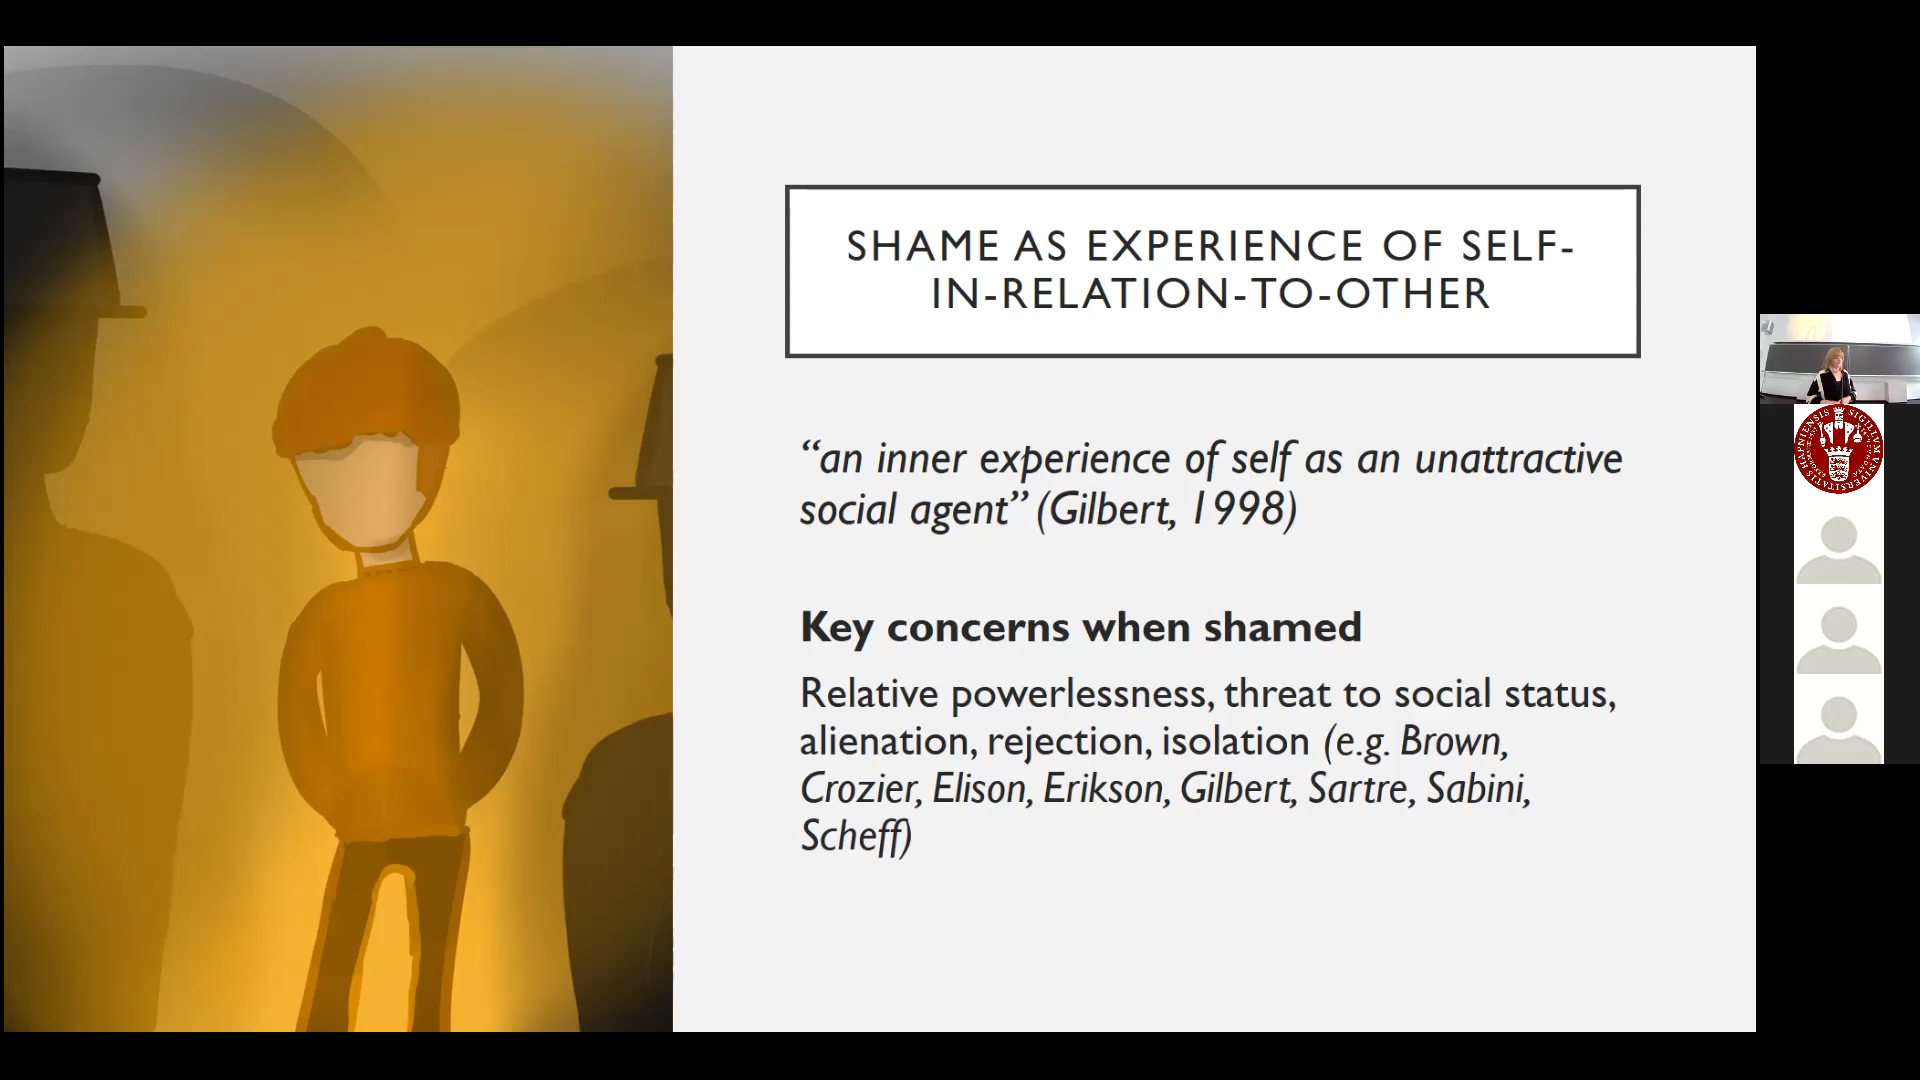 SHAME AS EXPERIENCE OF SELF-
IN-RELATION-TO-OTHER
“an inner experience of self as an unattractive
social agent” (Gilbert, 1998)
Key concerns when shamed
Relative powerlessness, threat to social status,
alienation, rejection, isolation (e.g. Brown,
Crozier, Elison, Erikson, Gilbert, Sartre, Sabini,
Scheff)